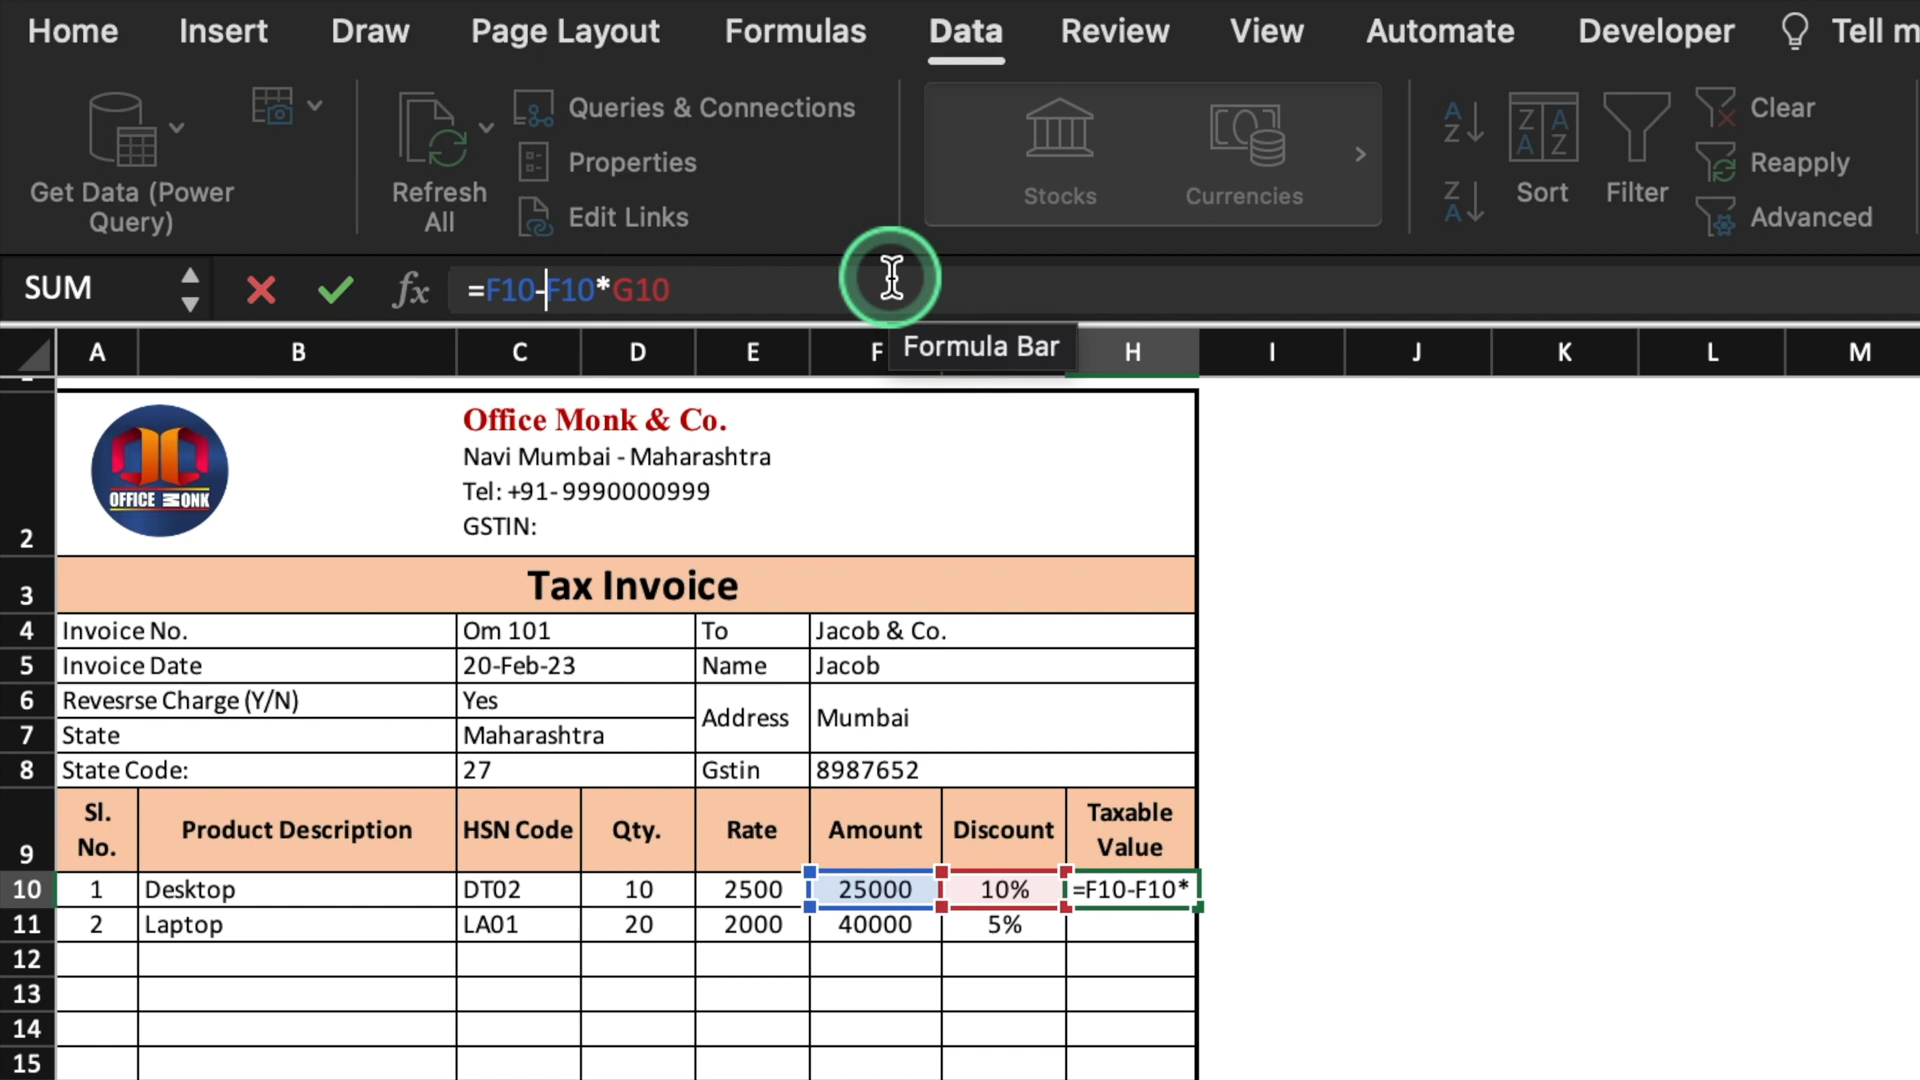 Home Insert Draw Page Layout Formulas Data Review View Automate Developer Tell m
Get Data (Power
Query)
Refresh
All
Queries & Connections
Properties
Edit Links
Stocks Currencies
A
Z
Z
A
Z A
A Z
Sort
Filter
Clear
Reapply
Advanced
SUM fx =F10-F10*G10
Formula Bar
A B C D E F H I J K L M
OFFICE MONK
Office Monk & Co.
Navi Mumbai - Maharashtra
Tel: +91- 9990000999
GSTIN:
2
3 Tax Invoice
4 Invoice No. Om 101 To Jacob & Co.
5 Invoice Date 20-Feb-23 Name Jacob
6 Revesrse Charge (Y/N) Yes Address Mumbai
7 State Maharashtra
8 State Code: 27 Gstin 8987652
9 Sl. No. Product Description HSN Code Qty. Rate Amount Discount Taxable Value
10 1 Desktop DT02 10 2500 25000 10% =F10-F10*
11 2 Laptop LA01 20 2000 40000 5%
12
13
14
15